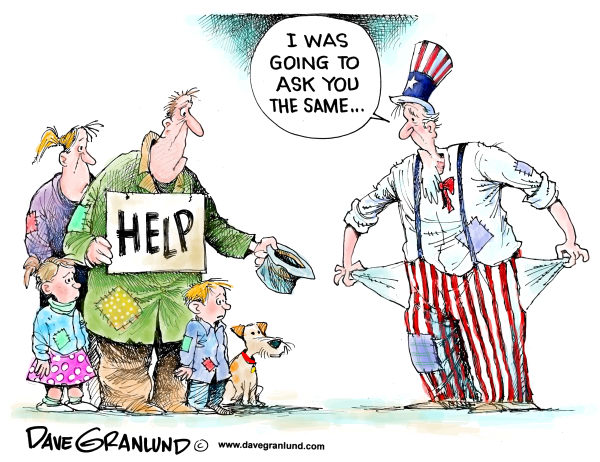 I WAS
GOING TO
ASK YOU
THE SAME...
HELP
DAVE GRANLUND © www.davegranlund.com